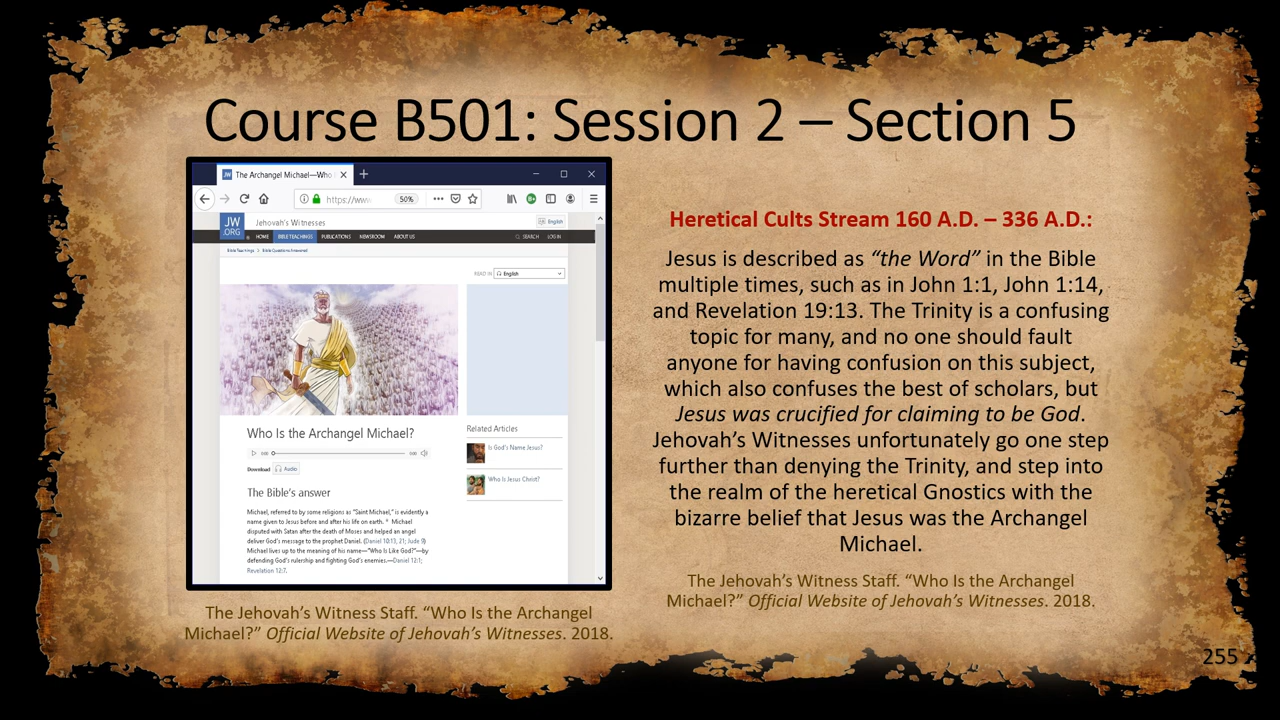 Course B501: Session 2 – Section 5
The Archangel Michael—Who
https://www
50%
JW
.ORG
Jehovah's Witnesses
English
HOME
BIBLE TEACHINGS
PUBLICATIONS
NEWSROOM
ABOUT US
SEARCH
LOG IN
Bible Teachings > Bible Questions Answered
READ IN
English
Who Is the Archangel Michael?
0:00
0:00
Download
Audio
The Bible's answer
Michael, referred to by some religions as "Saint Michael," is evidently a
name given to Jesus before and after his life on earth. * Michael
disputed with Satan after the death of Moses and helped an angel
deliver God's message to the prophet Daniel. (Daniel 10:13, 21; Jude 9)
Michael lives up to the meaning of his name—"Who Is Like God?"—by
defending God's rulership and fighting God's enemies.—Daniel 12:1;
Revelation 12:7.
Related Articles
Is God's Name Jesus?
Who Is Jesus Christ?
The Jehovah's Witness Staff. "Who Is the Archangel
Michael?" Official Website of Jehovah's Witnesses. 2018.
Heretical Cults Stream 160 A.D. – 336 A.D.:
Jesus is described as "the Word" in the Bible
multiple times, such as in John 1:1, John 1:14,
and Revelation 19:13. The Trinity is a confusing
topic for many, and no one should fault
anyone for having confusion on this subject,
which also confuses the best of scholars, but
Jesus was crucified for claiming to be God.
Jehovah's Witnesses unfortunately go one step
further than denying the Trinity, and step into
the realm of the heretical Gnostics with the
bizarre belief that Jesus was the Archangel
Michael.
The Jehovah's Witness Staff. "Who Is the Archangel
Michael?" Official Website of Jehovah's Witnesses. 2018.
255